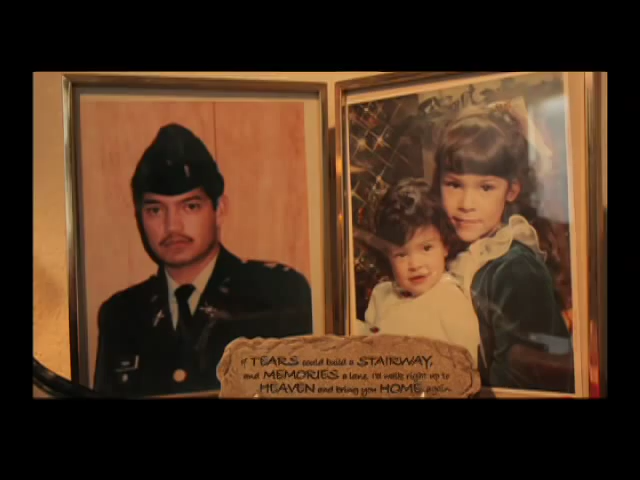 If TEARS could build a STAIRWAY,
and MEMORIES a lane, I'd walk right up to
HEAVEN and bring you HOME again.